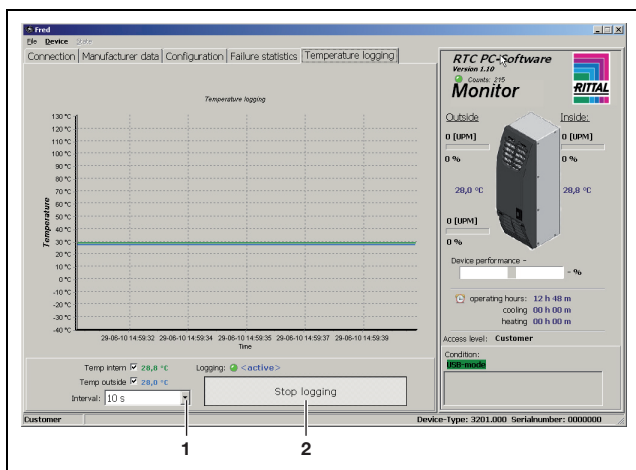 Fred
File Device State
Connection Manufacturer data Configuration Failure statistics Temperature logging
Temperature logging
Temperature
130 °C
120 °C
110 °C
100 °C
90 °C
80 °C
70 °C
60 °C
50 °C
40 °C
30 °C
20 °C
10 °C
0 °C
-10 °C
-20 °C
-30 °C
-40 °C
29-06-10 14:59:32 29-06-10 14:59:34 29-06-10 14:59:35 29-06-10 14:59:37 29-06-10 14:59:39
Time
Temp intern 28,8 °C
Logging: <active>
Temp outside 28,0 °C
Interval: 10 s
Stop logging
RTC PC-Software
Version 1.10
Counts: 215
Monitor
RITTAL
Outside
Inside:
0 [UPM]
0 [UPM]
0 %
0 %
28,0 °C
28,8 °C
0 [UPM]
0 %
Device performance -
- %
operating hours: 12 h 48 m
cooling 00 h 00 m
heating 00 h 00 m
Access level: Customer
Condition:
USB-mode
Customer
Device-Type: 3201.000 Serialnumber: 0000000
1
2